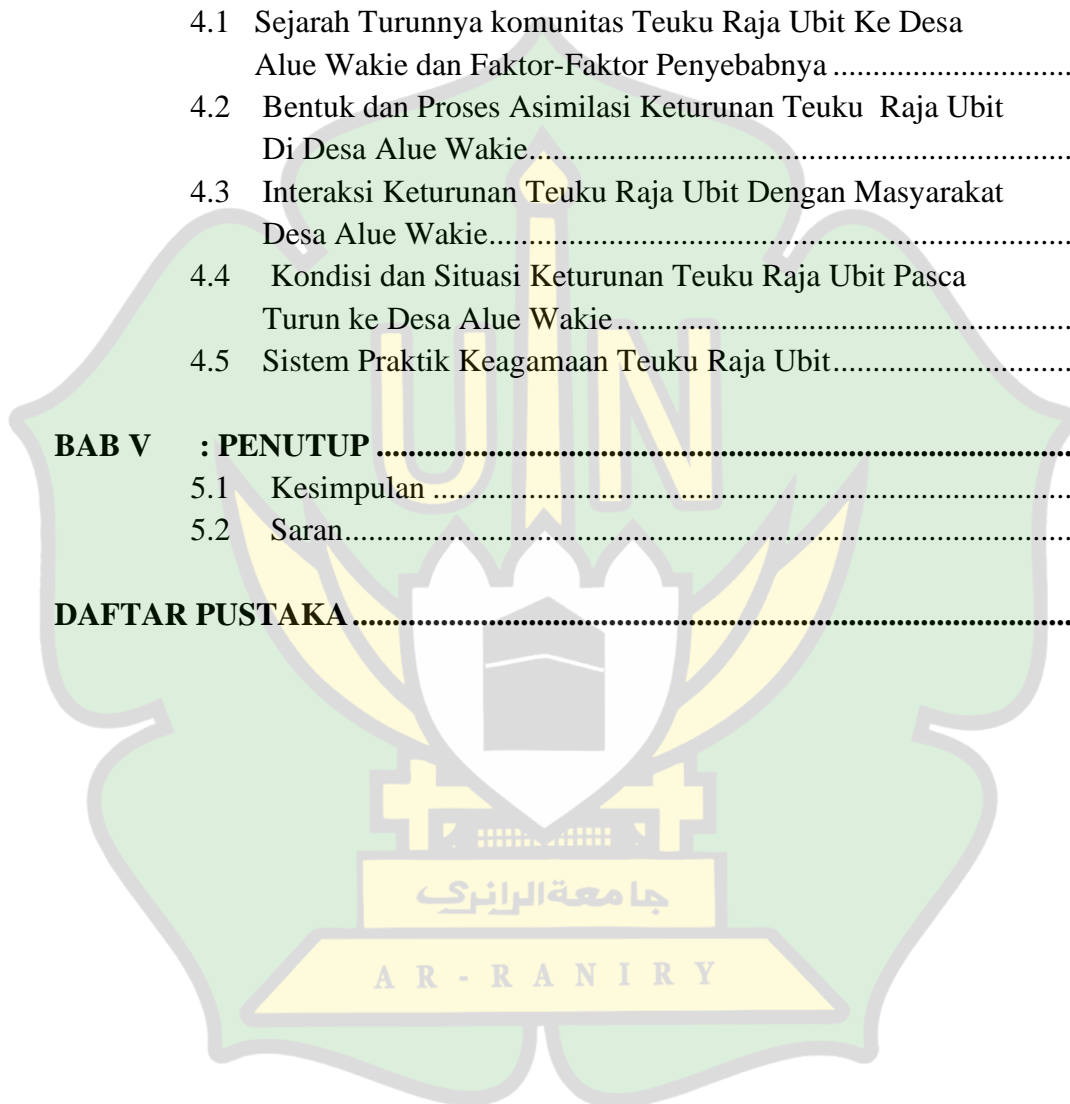 4.1 Sejarah Turunnya komunitas Teuku Raja Ubit Ke Desa
Alue Wakie dan Faktor-Faktor Penyebabnya ..............................
4.2 Bentuk dan Proses Asimilasi Keturunan Teuku Raja Ubit
Di Desa Alue Wakie......................................................................
4.3 Interaksi Keturunan Teuku Raja Ubit Dengan Masyarakat
Desa Alue Wakie...........................................................................
4.4 Kondisi dan Situasi Keturunan Teuku Raja Ubit Pasca
Turun ke Desa Alue Wakie ..........................................................
4.5 Sistem Praktik Keagamaan Teuku Raja Ubit..............................
BAB V : PENUTUP .......................................................................................
5.1 Kesimpulan .................................................................................
5.2 Saran............................................................................................
DAFTAR PUSTAKA ..........................................................................................
UIN
جامعة الرانري
AR-RANIRY